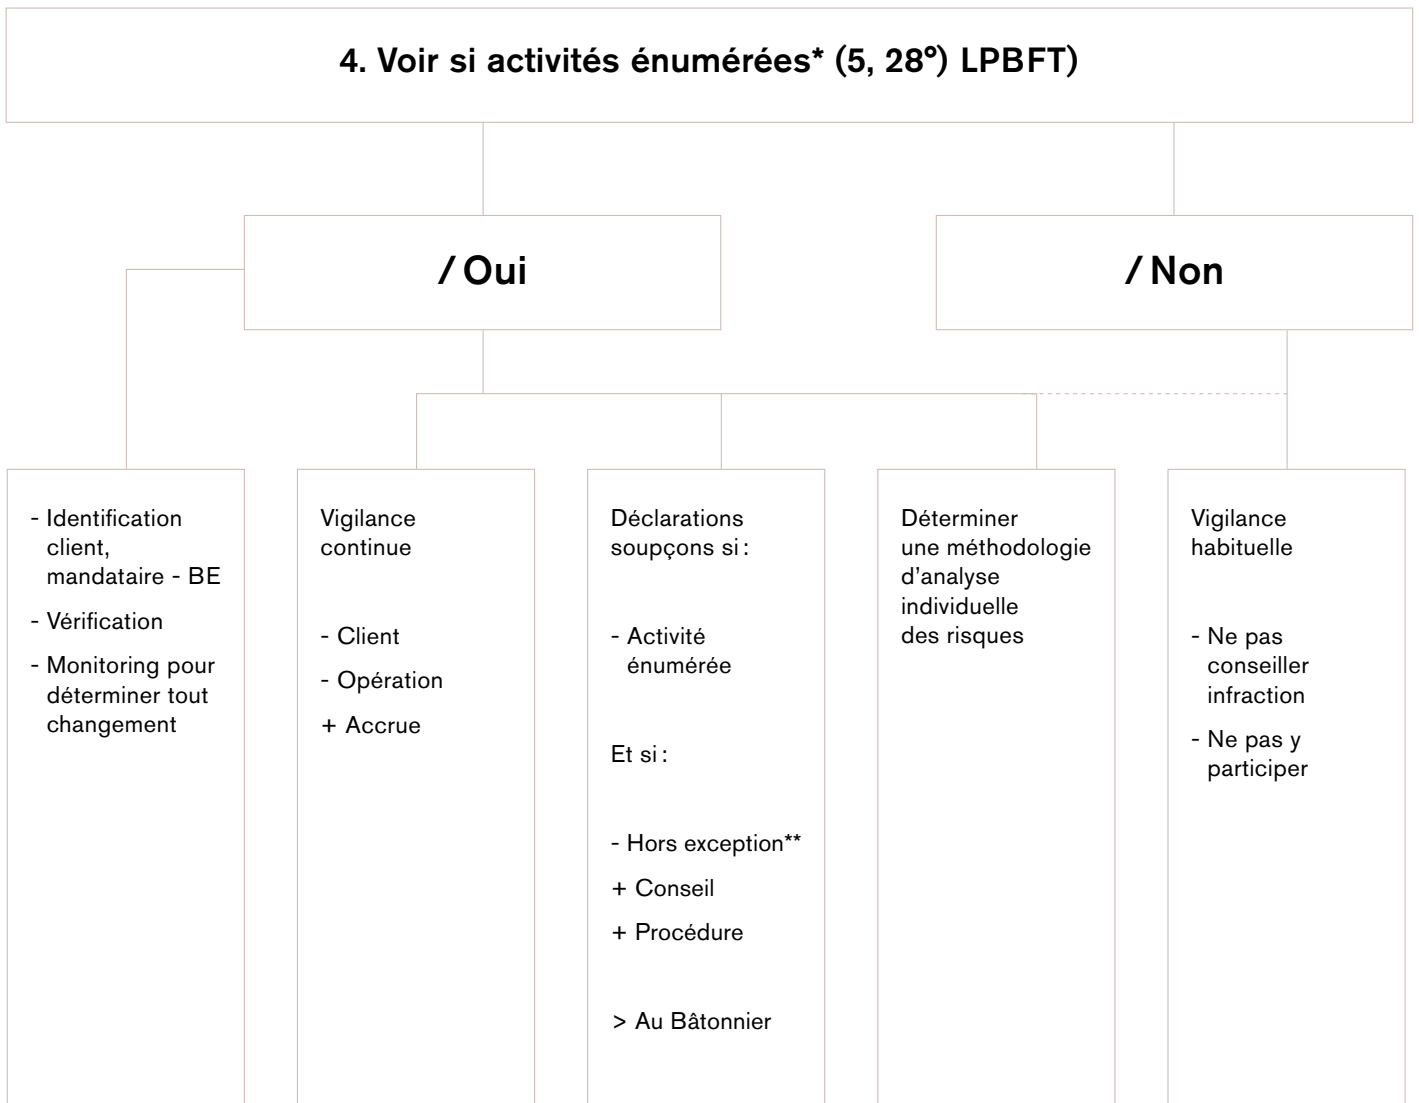 4. Voir si activités énumérées* (5, 28°) LPBFT)
/ Oui
/ Non
- Identification
client,
mandataire - BE
- Vérification
- Monitoring pour
déterminer tout
changement
Vigilance
continue
- Client
- Opération
+ Accrue
Déclarations
soupçons si :
- Activité
énumérée
Et si :
- Hors exception**
+ Conseil
+ Procédure
> Au Bâtonnier
Déterminer
une méthodologie
d'analyse
individuelle
des risques
Vigilance
habituelle
- Ne pas
conseiller
infraction
- Ne pas y
participer